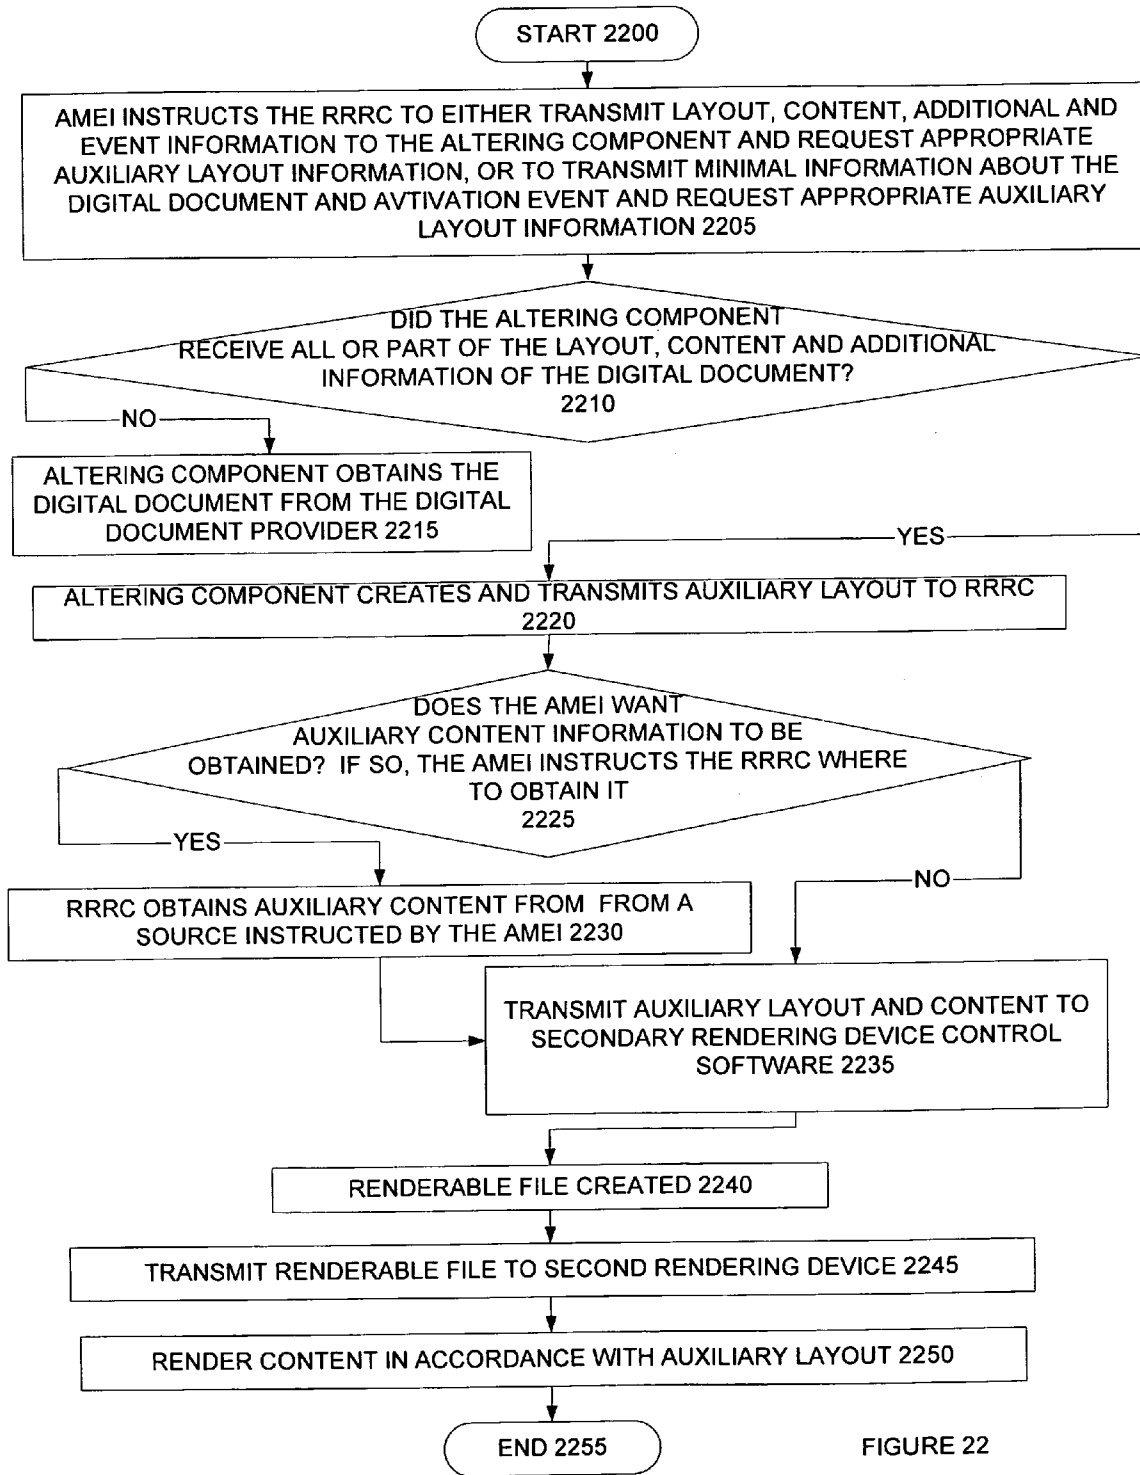 START 2200
AMEI INSTRUCTS THE RRRC TO EITHER TRANSMIT LAYOUT, CONTENT, ADDITIONAL AND
EVENT INFORMATION TO THE ALTERING COMPONENT AND REQUEST APPROPRIATE
AUXILIARY LAYOUT INFORMATION, OR TO TRANSMIT MINIMAL INFORMATION ABOUT THE
DIGITAL DOCUMENT AND AVTIVATION EVENT AND REQUEST APPROPRIATE AUXILIARY
LAYOUT INFORMATION 2205
DID THE ALTERING COMPONENT
RECEIVE ALL OR PART OF THE LAYOUT, CONTENT AND ADDITIONAL
INFORMATION OF THE DIGITAL DOCUMENT?
2210
NO
ALTERING COMPONENT OBTAINS THE
DIGITAL DOCUMENT FROM THE DIGITAL
DOCUMENT PROVIDER 2215
YES
ALTERING COMPONENT CREATES AND TRANSMITS AUXILIARY LAYOUT TO RRRC
2220
DOES THE AMEI WANT
AUXILIARY CONTENT INFORMATION TO BE
OBTAINED? IF SO, THE AMEI INSTRUCTS THE RRRC WHERE
TO OBTAIN IT
2225
YES
NO
RRRC OBTAINS AUXILIARY CONTENT FROM FROM A
SOURCE INSTRUCTED BY THE AMEI 2230
TRANSMIT AUXILIARY LAYOUT AND CONTENT TO
SECONDARY RENDERING DEVICE CONTROL
SOFTWARE 2235
RENDERABLE FILE CREATED 2240
TRANSMIT RENDERABLE FILE TO SECOND RENDERING DEVICE 2245
RENDER CONTENT IN ACCORDANCE WITH AUXILIARY LAYOUT 2250
END 2255
FIGURE 22